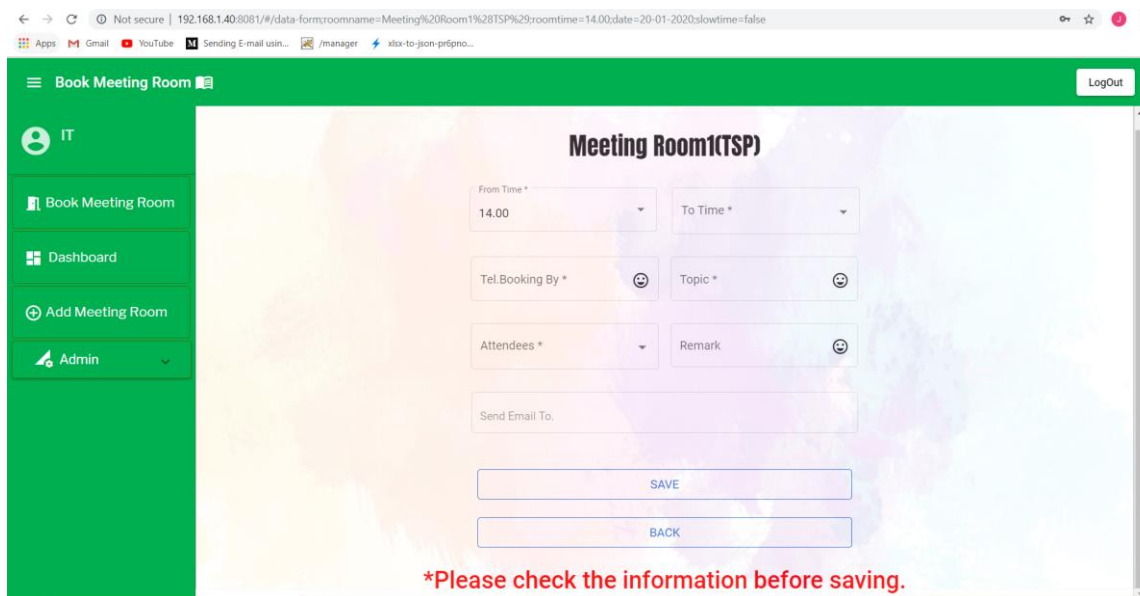 Not secure | 192.168.1.40:8081/#/data-form;roomname=Meeting%20Room1%28TSP%29;roomtime=14.00;date=20-01-2020;slowtime=false
Apps Gmail YouTube Sending E-mail usin... /manager xlsx-to-json-pr6pno...
Book Meeting Room LogOut
IT
Book Meeting Room
Dashboard
Add Meeting Room
Admin
Meeting Room1(TSP)
From Time *
14.00 To Time *
Tel.Booking By * Topic *
Attendees * Remark
Send Email To.
SAVE
BACK
*Please check the information before saving.